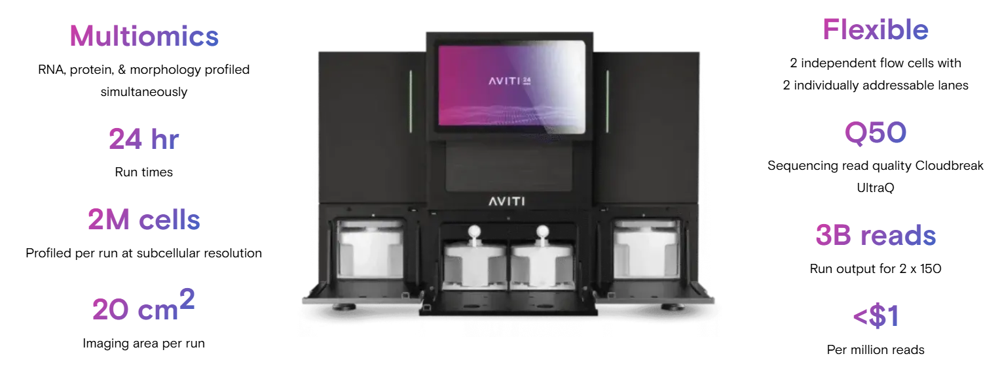 Multiomics
RNA, protein, & morphology profiled
simultaneously
24 hr
Run times
2M cells
Profiled per run at subcellular resolution
20 cm²
Imaging area per run
AVITI 24
AVITI
Flexible
2 independent flow cells with
2 individually addressable lanes
Q50
Sequencing read quality Cloudbreak
UltraQ
3B reads
Run output for 2 x 150
<$1
Per million reads